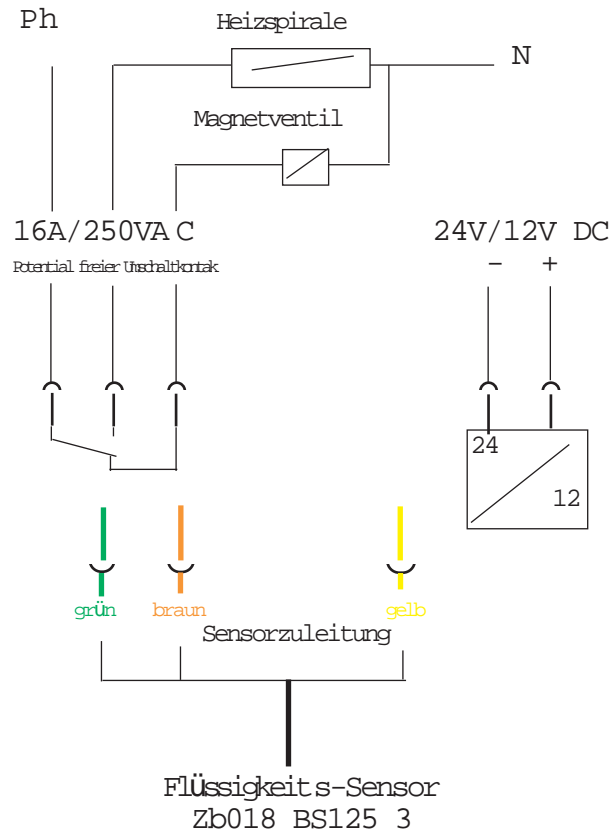 Ph
Heizspirale
N
Magnetventil
16A/250VAC
24V/12V DC
Potential freier Umschaltkontak
- +
24
12
grün braun gelb
Sensorzuleitung
Flüssigkeits-Sensor
Zb018 BS125 3